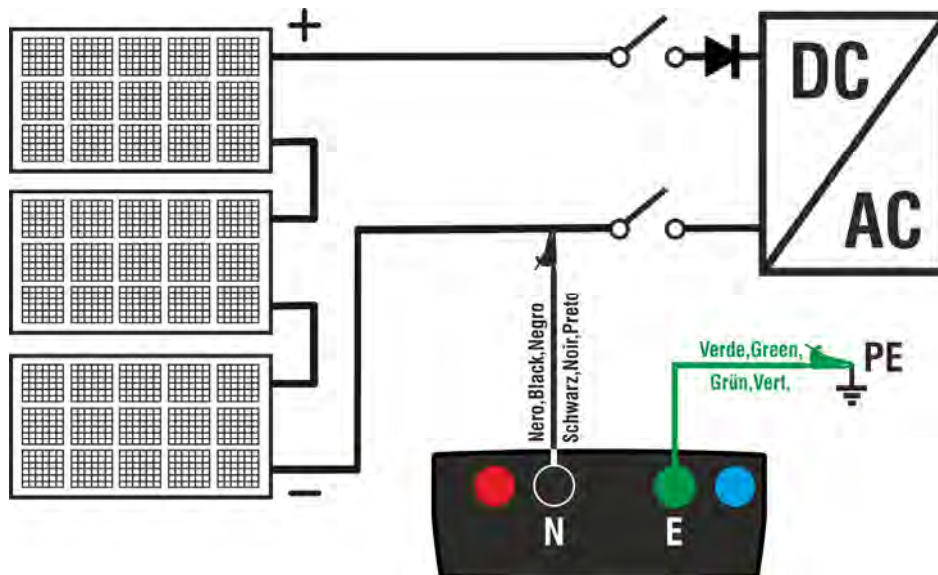 +
DC
AC
Nero,Black,Negro
Schwarz,Noir,Preto
Verde,Green,
Grün,Vert,
PE
−
N
E